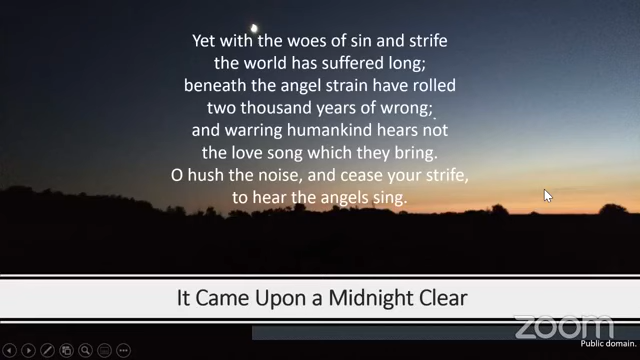 Yet with the woes of sin and strife
the world has suffered long;
beneath the angel strain have rolled
two thousand years of wrong;
and warring humankind hears not
the love song which they bring.
O hush the noise, and cease your strife,
to hear the angels sing.
It Came Upon a Midnight Clear
zoom
Public domain.